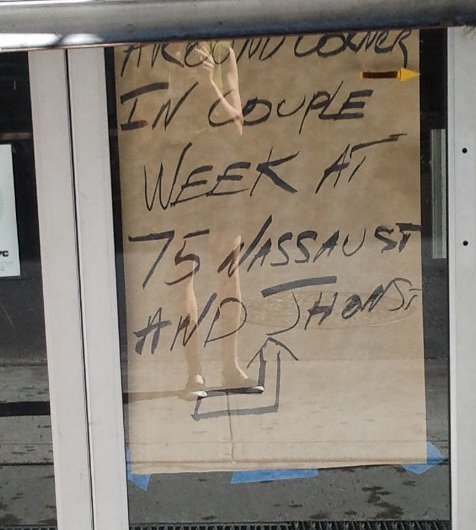 AROUND CORNER
IN COUPLE
WEEK AT
75 NASSAU ST
AND JHON ST